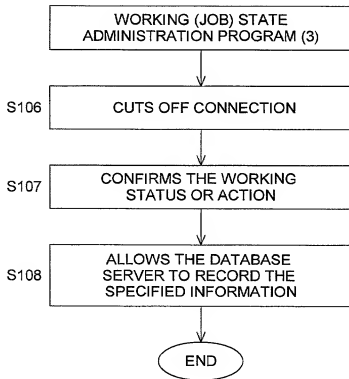 WORKING (JOB) STATE
ADMINISTRATION PROGRAM (3)
S106
CUTS OFF CONNECTION
S107
CONFIRMS THE WORKING
STATUS OR ACTION
S108
ALLOWS THE DATABASE
SERVER TO RECORD THE
SPECIFIED INFORMATION
END